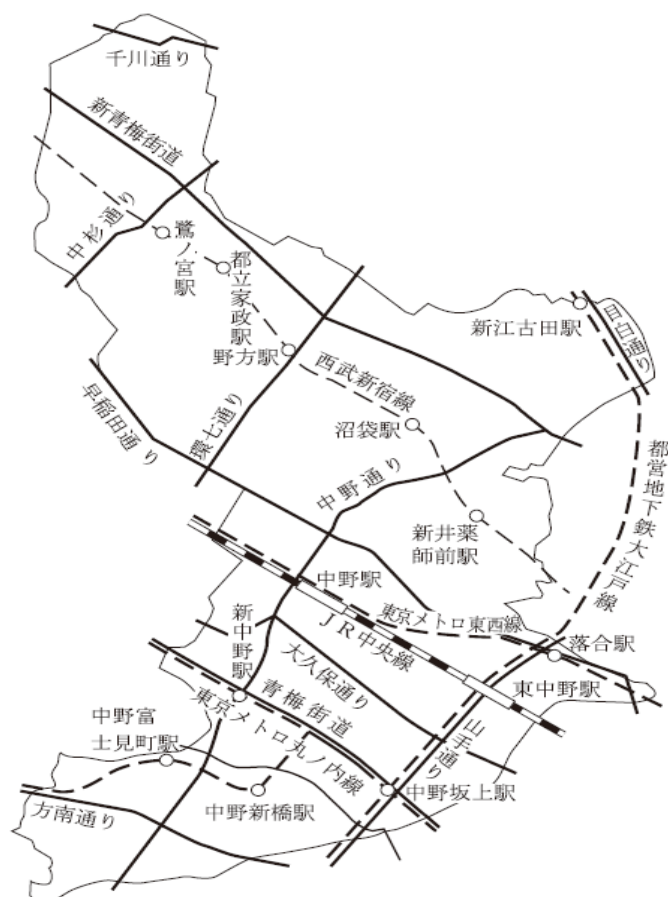 千川通り
新青梅街道
中杉通り
鷺ノ宮駅
都立家政駅
野方駅
新江古田駅
目白通り
西武新宿線
沼袋駅
早稲田通り
環七通り
中野通り
都営地下鉄大江戸線
新井薬
師前駅
中野駅
東京メトロ東西線
JR中央線
新中野駅
落合駅
大久保通り
東中野駅
青梅街道
東京メトロ丸ノ内線
山手通り
中野富
士見町駅
中野新橋駅
中野坂上駅
方南通り